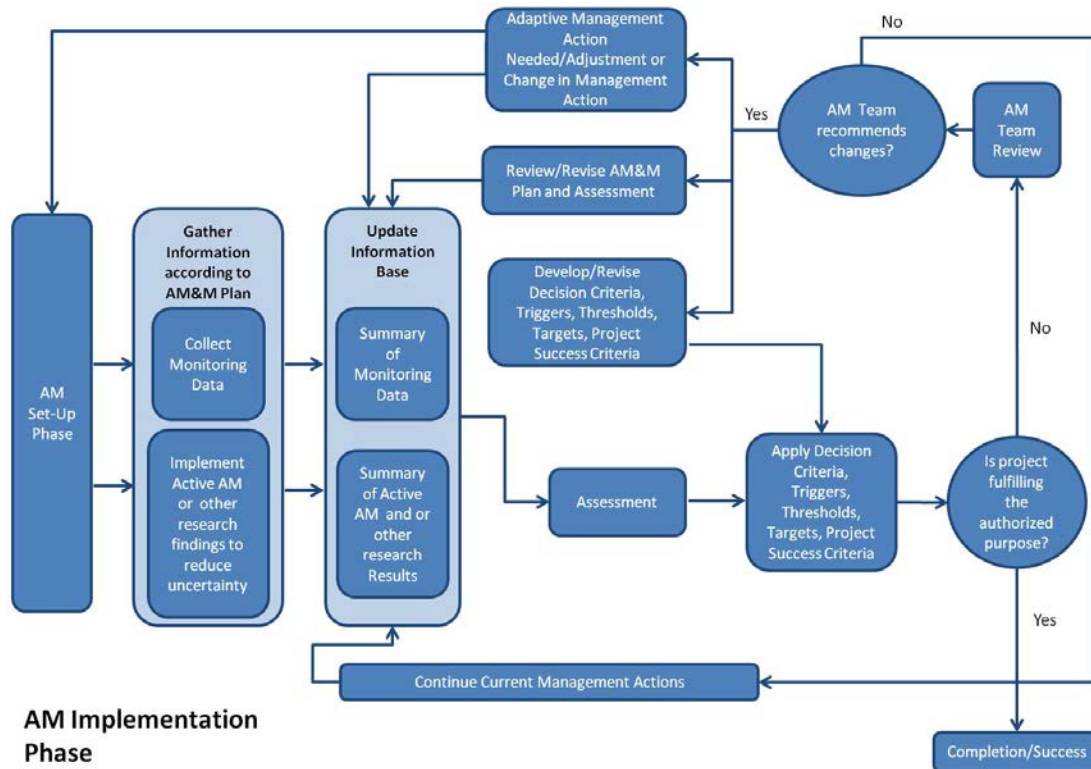 Adaptive Management
Action
Needed/Adjustment or
Change in Management
Action
No
AM Team
recommends
changes?
Yes
AM
Team
Review
Review/Revise AM&M
Plan and Assessment
Gather
Information
according to
AM&M Plan
Update
Information
Base
Develop/Revise
Decision Criteria,
Triggers, Thresholds,
Targets, Project
Success Criteria
No
AM
Set-Up
Phase
Collect
Monitoring
Data
Summary
of
Monitoring
Data
Implement
Active AM
or other
research
findings to
reduce
uncertainty
Summary
of Active
AM and or
other
research
Results
Assessment
Apply Decision
Criteria,
Triggers,
Thresholds,
Targets, Project
Success Criteria
Is project
fulfilling
the
authorized
purpose?
Yes
Continue Current Management Actions
AM Implementation
Phase
Completion/Success